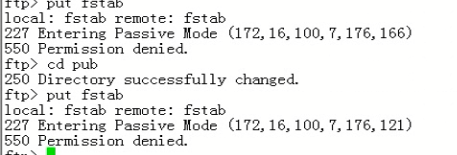 ftp> put fstab
local: fstab remote: fstab
227 Entering Passive Mode (172,16,100,7,176,166)
550 Permission denied.
ftp> cd pub
250 Directory successfully changed.
ftp> put fstab
local: fstab remote: fstab
227 Entering Passive Mode (172,16,100,7,176,121)
550 Permission denied.
ftp>